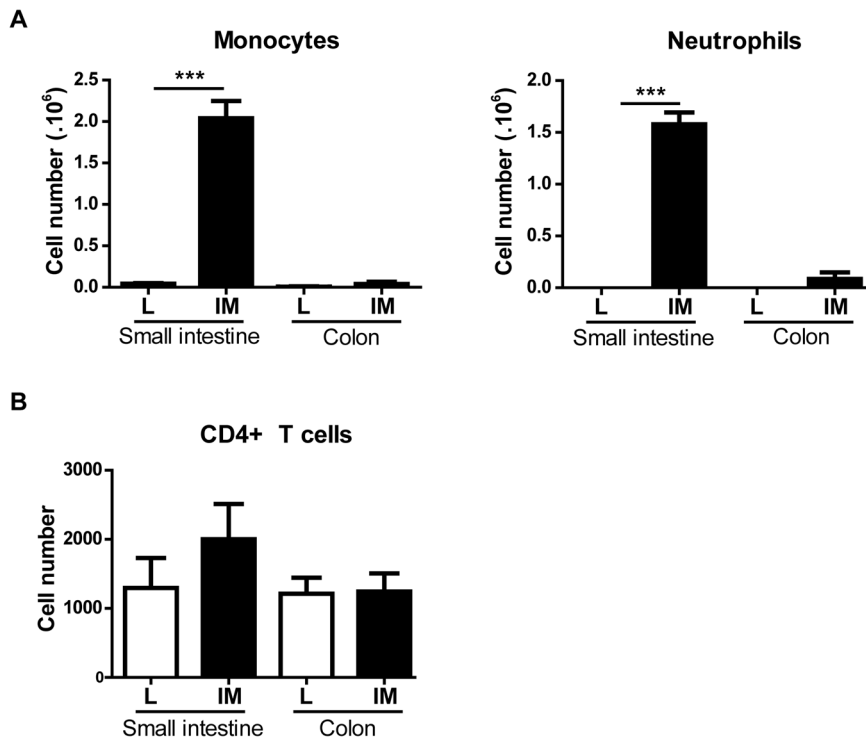 A
Monocytes
Cell number (.10⁶)
2.5
2.0
1.5
1.0
0.5
0.0
***
L IM L IM
Small intestine Colon
Neutrophils
Cell number (.10⁶)
2.0
1.5
1.0
0.5
0.0
***
L IM L IM
Small intestine Colon
B
CD4+ T cells
Cell number
3000
2000
1000
0
L IM L IM
Small intestine Colon